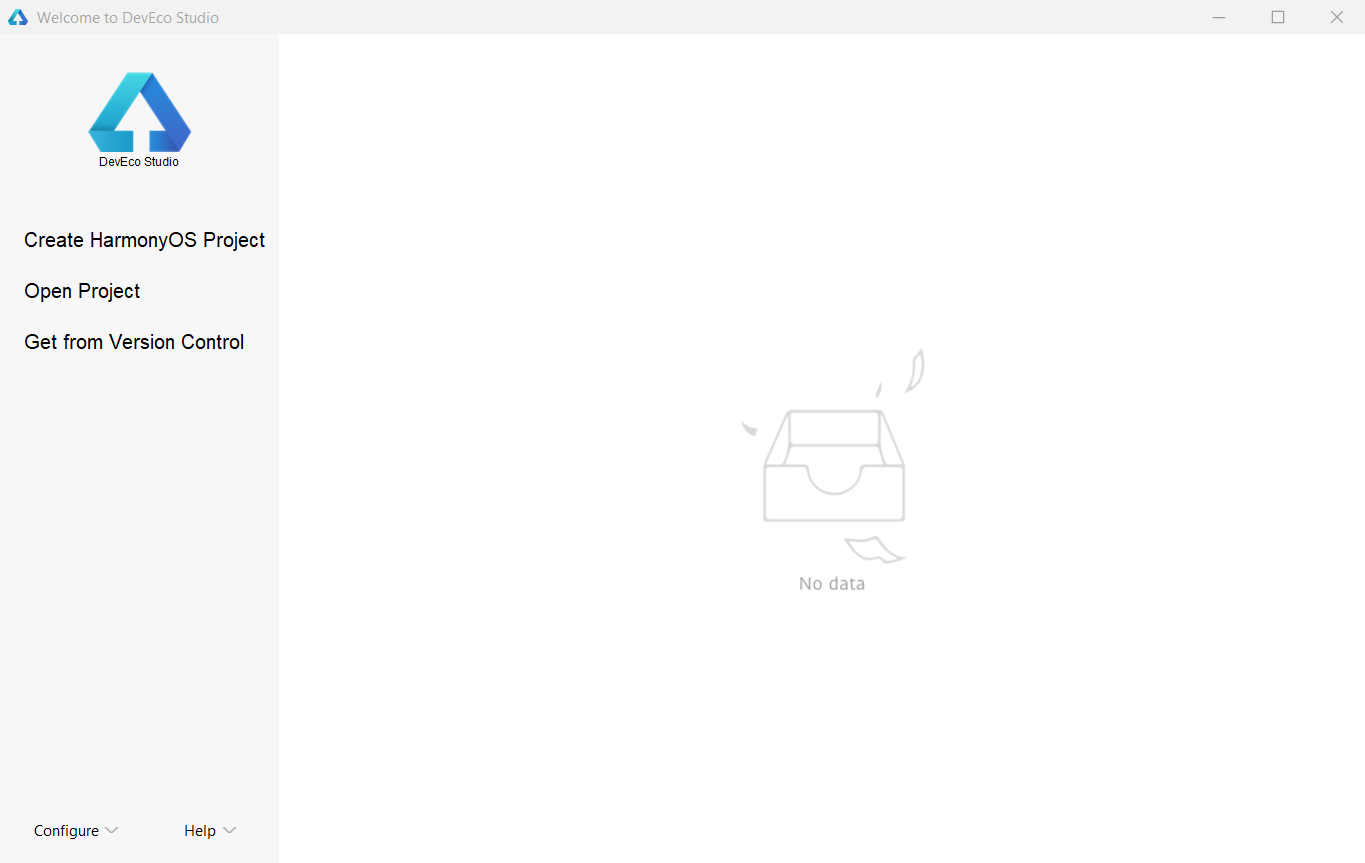 Welcome to DevEco Studio
DevEco Studio
Create HarmonyOS Project
Open Project
Get from Version Control
No data
Configure
Help